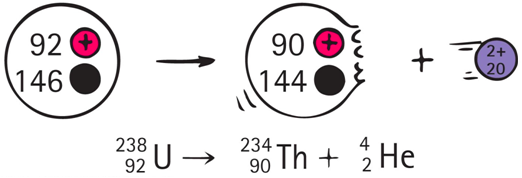 92 + → 90 + + 2+
146 144 20
²³⁸₉₂U → ²³⁴₉₀Th + ⁴₂He